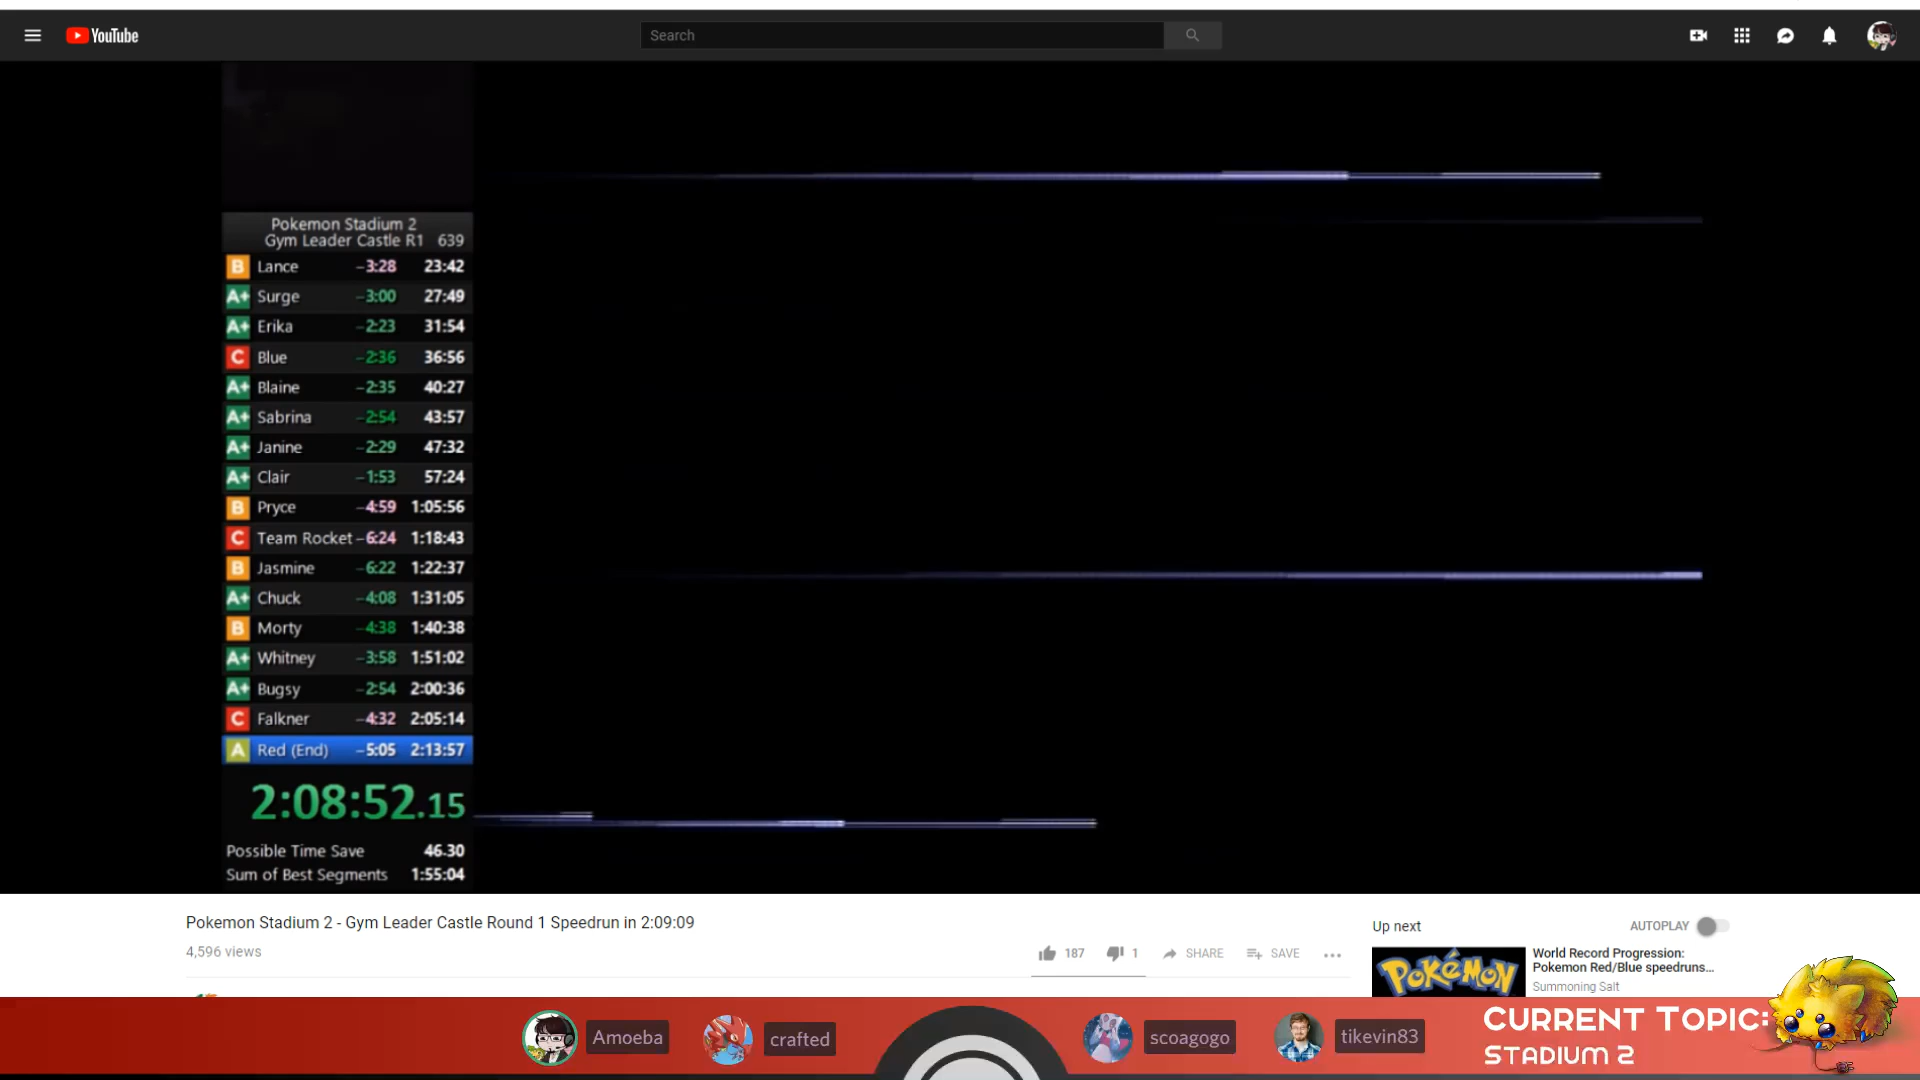 YouTube
Search
Pokemon Stadium 2
Gym Leader Castle R1 639
B Lance -3:28 23:42
A+ Surge -3:00 27:49
A+ Erika -2:23 31:54
C Blue -2:36 36:56
A+ Blaine -2:35 40:27
A+ Sabrina -2:54 43:57
A+ Janine -2:29 47:32
A+ Clair -1:53 57:24
B Pryce -4:59 1:05:56
C Team Rocket -6:24 1:18:43
B Jasmine -6:22 1:22:37
A+ Chuck -4:08 1:31:05
B Morty -4:38 1:40:38
A+ Whitney -3:58 1:51:02
A+ Bugsy -2:54 2:00:36
C Falkner -4:32 2:05:14
A Red (End) -5:05 2:13:57
2:08:52.15
Possible Time Save 46.30
Sum of Best Segments 1:55:04
Pokemon Stadium 2 - Gym Leader Castle Round 1 Speedrun in 2:09:09
4,596 views
187 1 SHARE SAVE
Up next AUTOPLAY
POKéMON
World Record Progression:
Pokemon Red/Blue speedruns...
Summoning Salt
Amoeba crafted scoagogo tikevin83
CURRENT TOPIC:
STADIUM 2